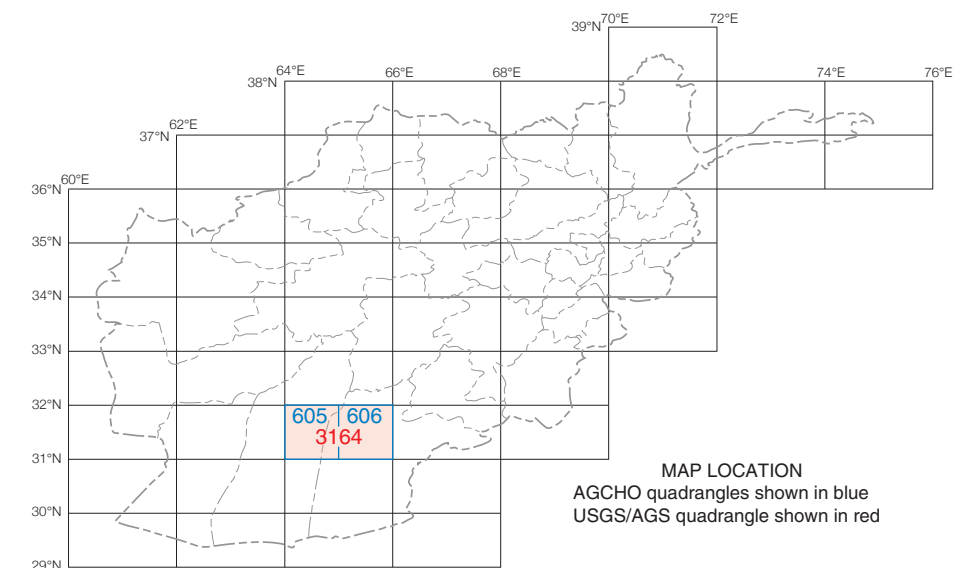 39°N 70°E 72°E
38°N 64°E 66°E 68°E 74°E 76°E
37°N 62°E
36°N 60°E
35°N
34°N
33°N
32°N
605 606
3164
31°N
MAP LOCATION
AGCHO quadrangles shown in blue
30°N
USGS/AGS quadrangle shown in red
29°N